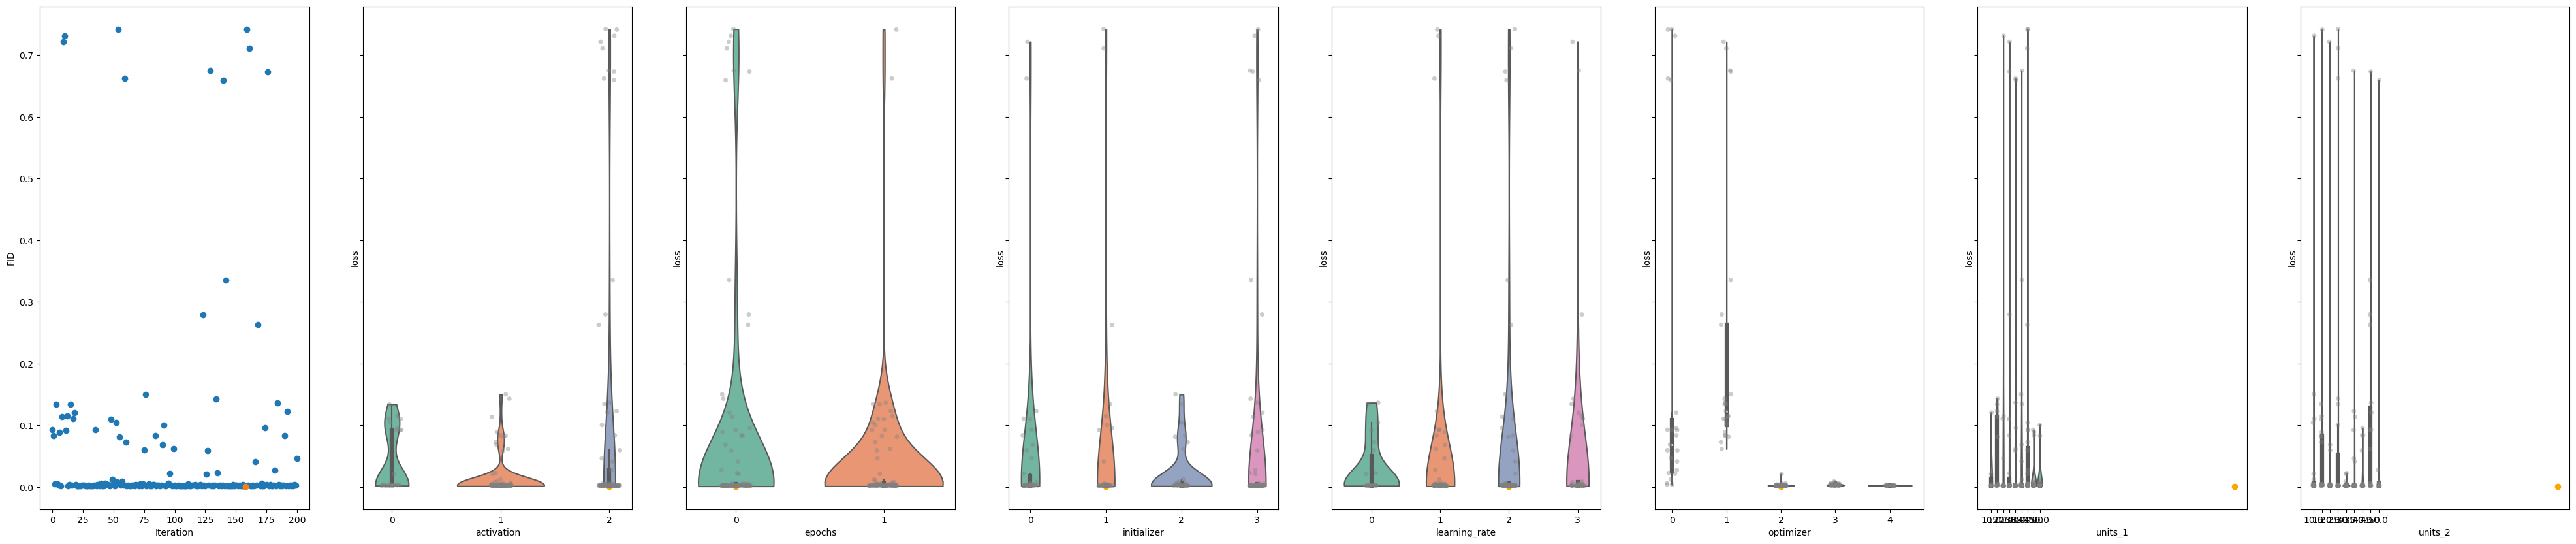 FID
0.7
0.6
0.5
0.4
0.3
0.2
0.1
0.0
0 25 50 75 100 125 150 175 200
Iteration
loss
0 1 2
activation
loss
0 1
epochs
loss
0 1 2 3
initializer
loss
0 1 2 3
learning_rate
loss
0 1 2 3 4
optimizer
loss
units_1
loss
units_2